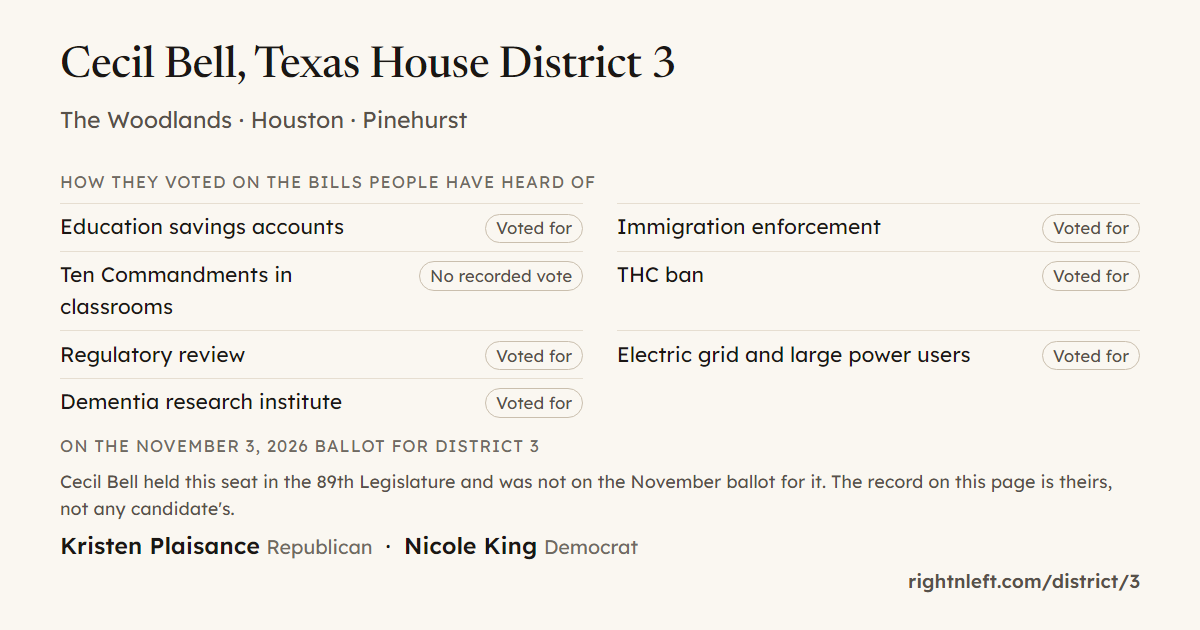 Cecil Bell, Texas House District 3
The Woodlands · Houston · Pinehurst
HOW THEY VOTED ON THE BILLS PEOPLE HAVE HEARD OF
Education savings accounts Voted for
Immigration enforcement Voted for
Ten Commandments in No recorded vote
classrooms
THC ban Voted for
Regulatory review Voted for
Electric grid and large power users Voted for
Dementia research institute Voted for
ON THE NOVEMBER 3, 2026 BALLOT FOR DISTRICT 3
Cecil Bell held this seat in the 89th Legislature and was not on the November ballot for it. The record on this page is theirs,
not any candidate's.
Kristen Plaisance Republican · Nicole King Democrat
rightnleft.com/district/3